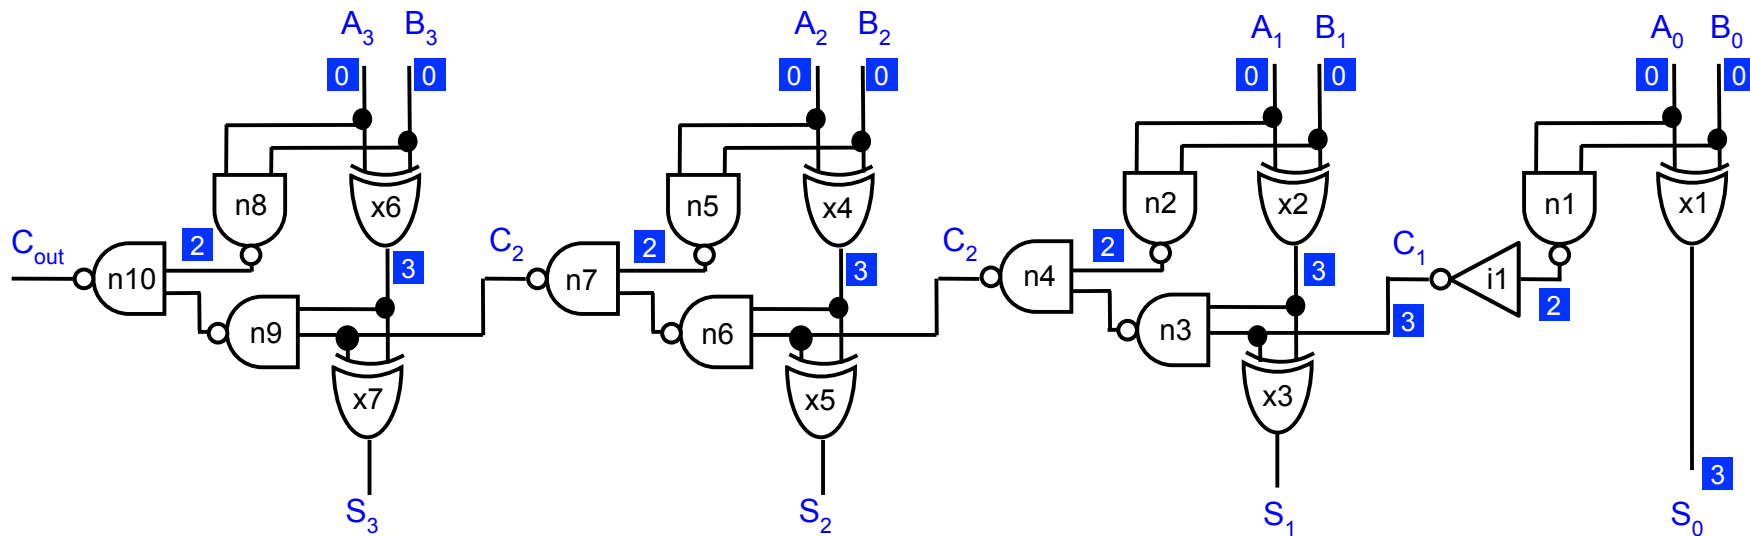 A3 B3 A2 B2 A1 B1 A0 B0
0 0 0 0 0 0 0 0
n8 x6 n5 x4 n2 x2 n1 x1
Cout 2 C2 2 C2 2 C1
n10 3 n7 3 n4 3 i1 2
n9 n6 n3 3
x7 x5 x3
3
S3 S2 S1 S0